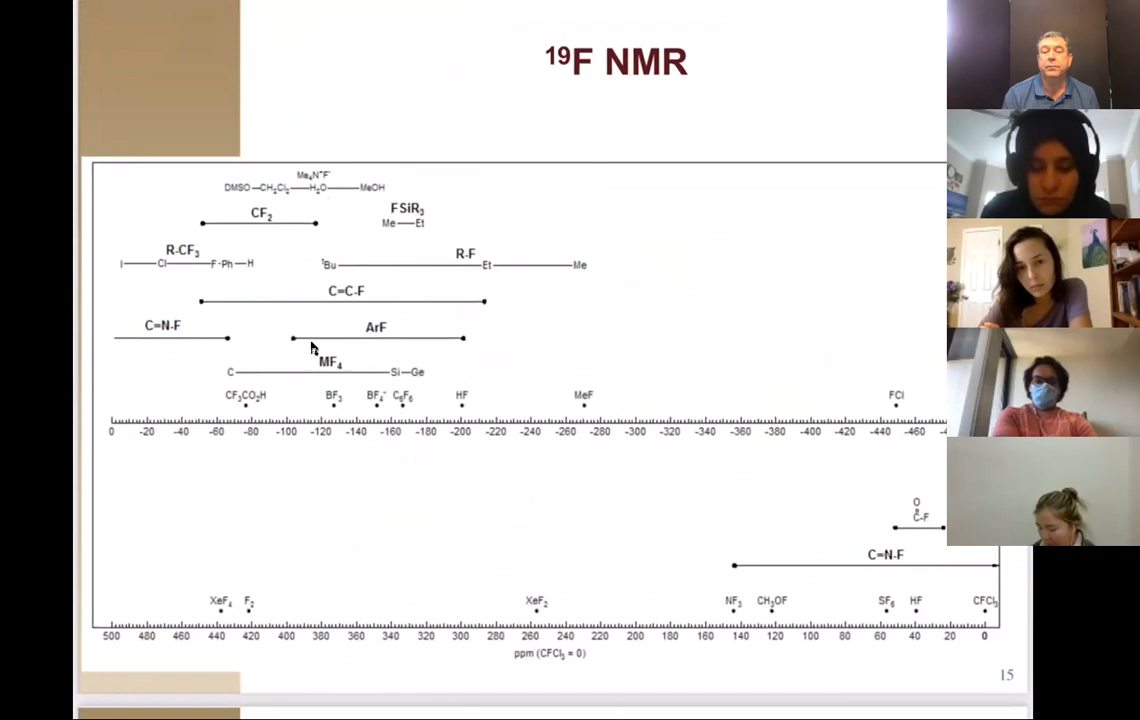 ¹⁹F NMR
Me₄N⁺F⁻
DMSO CH₂Cl₂ H₂O MeOH
CF₂ FSiR₃
Me Et
R-CF₃ R-F
I Cl F Ph H ᵗBu Et Me
C=C-F
C=N-F ArF
MF₄
C Si Ge
CF₃CO₂H BF₃ BF₄⁻ C₆F₆ HF MeF FCl
0 -20 -40 -60 -80 -100 -120 -140 -160 -180 -200 -220 -240 -260 -280 -300 -320 -340 -360 -380 -400 -420 -440 -460
O
C-F
C=N-F
XeF₄ F₂ XeF₂ NF₃ CH₃OF SF₆ HF CFCl₃
500 480 460 440 420 400 380 360 340 320 300 280 260 240 220 200 180 160 140 120 100 80 60 40 20 0
ppm (CFCl₃ = 0)
15